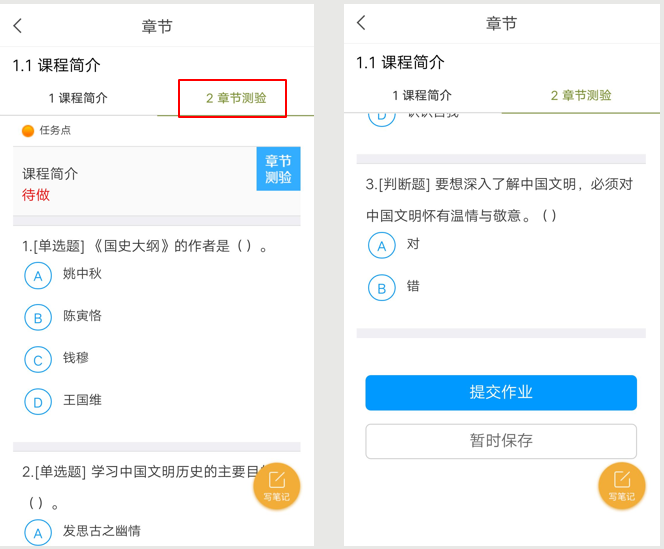 章节
1.1 课程简介
1 课程简介
2 章节测验
任务点
课程简介
待做
章节
测验
1.[单选题] 《国史大纲》的作者是（ ）。
A 姚中秋
B 陈寅恪
C 钱穆
D 王国维
2.[单选题] 学习中国文明历史的主要目
（ ）。
A 发思古之幽情
写笔记
章节
1.1 课程简介
1 课程简介
2 章节测验
D 认识自我
3.[判断题] 要想深入了解中国文明，必须对
中国文明怀有温情与敬意。（ ）
A 对
B 错
提交作业
暂时保存
写笔记